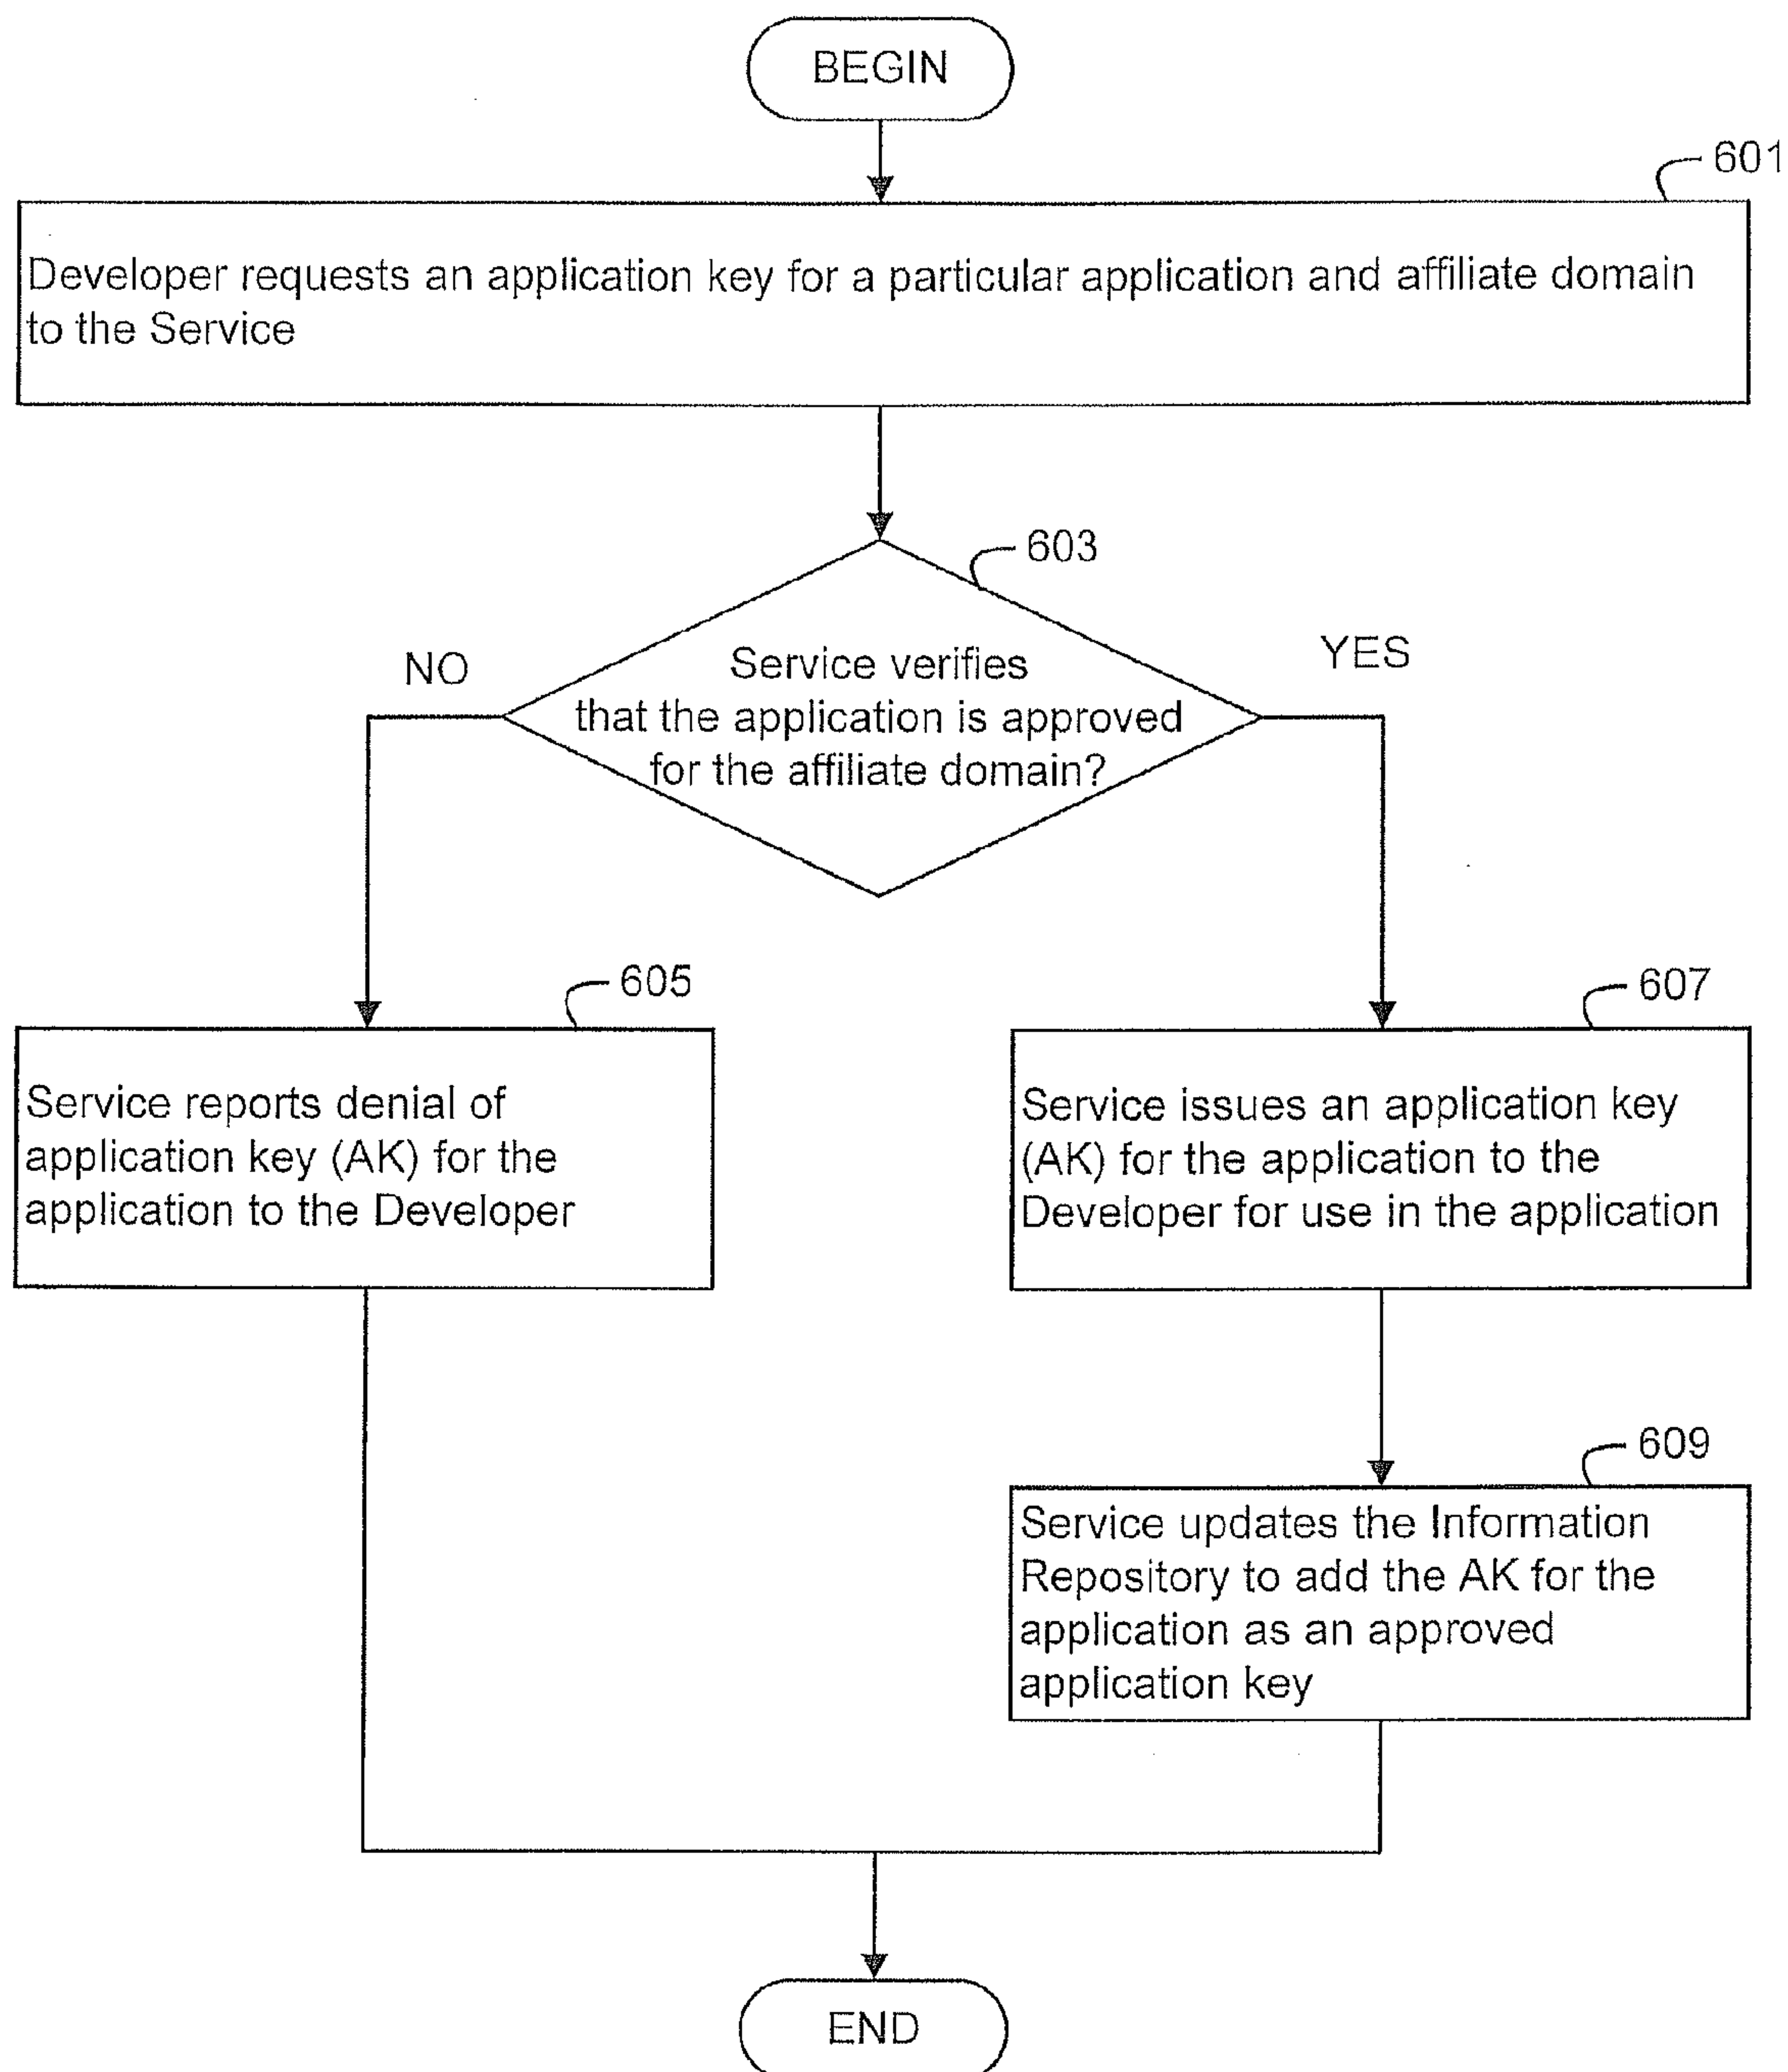 BEGIN
601
Developer requests an application key for a particular application and affiliate domain
to the Service
603
NO
YES
Service verifies
that the application is approved
for the affiliate domain?
605
607
Service reports denial of
application key (AK) for the
application to the Developer
Service issues an application key
(AK) for the application to the
Developer for use in the application
609
Service updates the Information
Repository to add the AK for the
application as an approved
application key
END